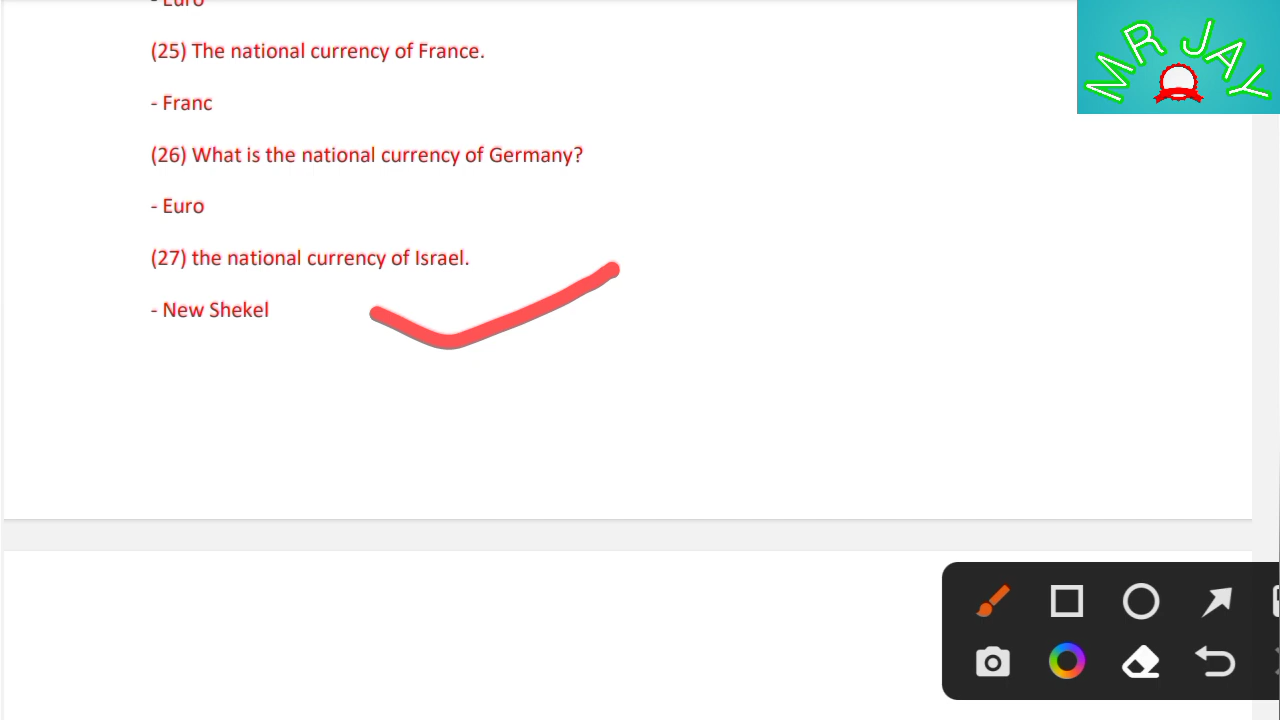 - Euro
(25) The national currency of France.
- Franc
(26) What is the national currency of Germany?
- Euro
(27) the national currency of Israel.
- New Shekel
MR JAY